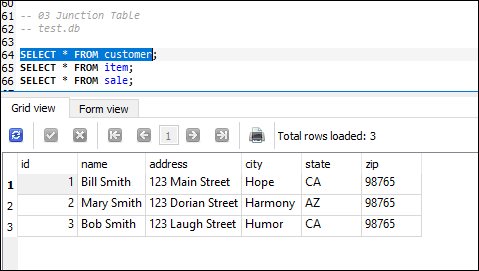 60
61 -- 03 Junction Table
62 -- test.db
63
64 SELECT * FROM customer;
65 SELECT * FROM item;
66 SELECT * FROM sale;
Grid view Form view
1 Total rows loaded: 3
id name address city state zip
1 1 Bill Smith 123 Main Street Hope CA 98765
2 2 Mary Smith 123 Dorian Street Harmony AZ 98765
3 3 Bob Smith 123 Laugh Street Humor CA 98765